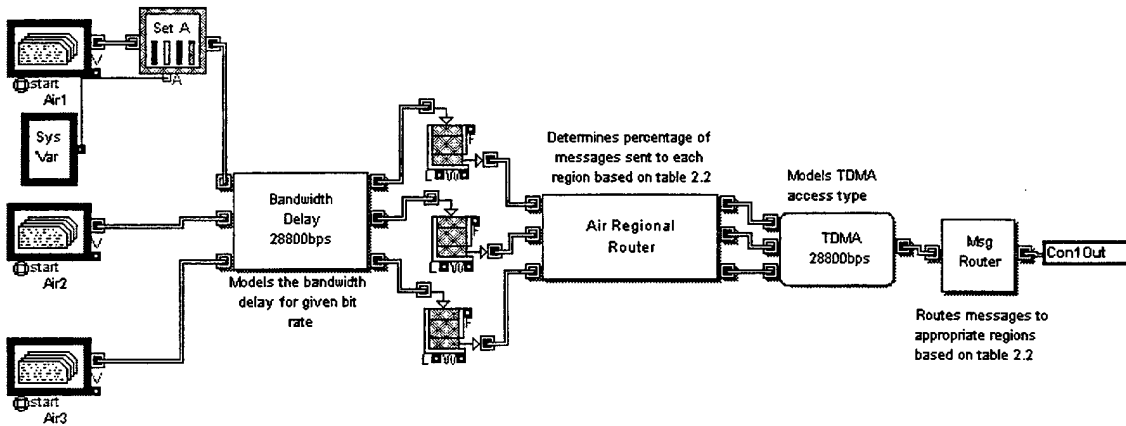 Set A
V
A
start
Air1
Sys
Var
V
start
Air2
V
start
Air3
Bandwidth
Delay
28800bps
Models the bandwidth
delay for given bit
rate
F
L
F
L
F
L
Determines percentage of
messages sent to each
region based on table 2.2
Air Regional
Router
Models TDMA
access type
TDMA
28800bps
Msg
Router
Routes messages to
appropriate regions
based on table 2.2
Con1Out